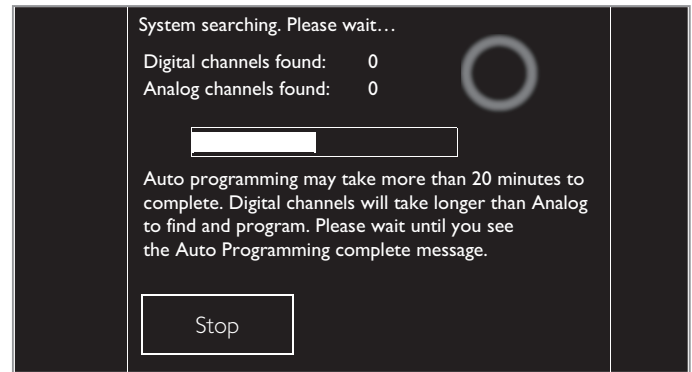 System searching. Please wait...
Digital channels found: 0
Analog channels found: 0
Auto programming may take more than 20 minutes to
complete. Digital channels will take longer than Analog
to find and program. Please wait until you see
the Auto Programming complete message.
Stop